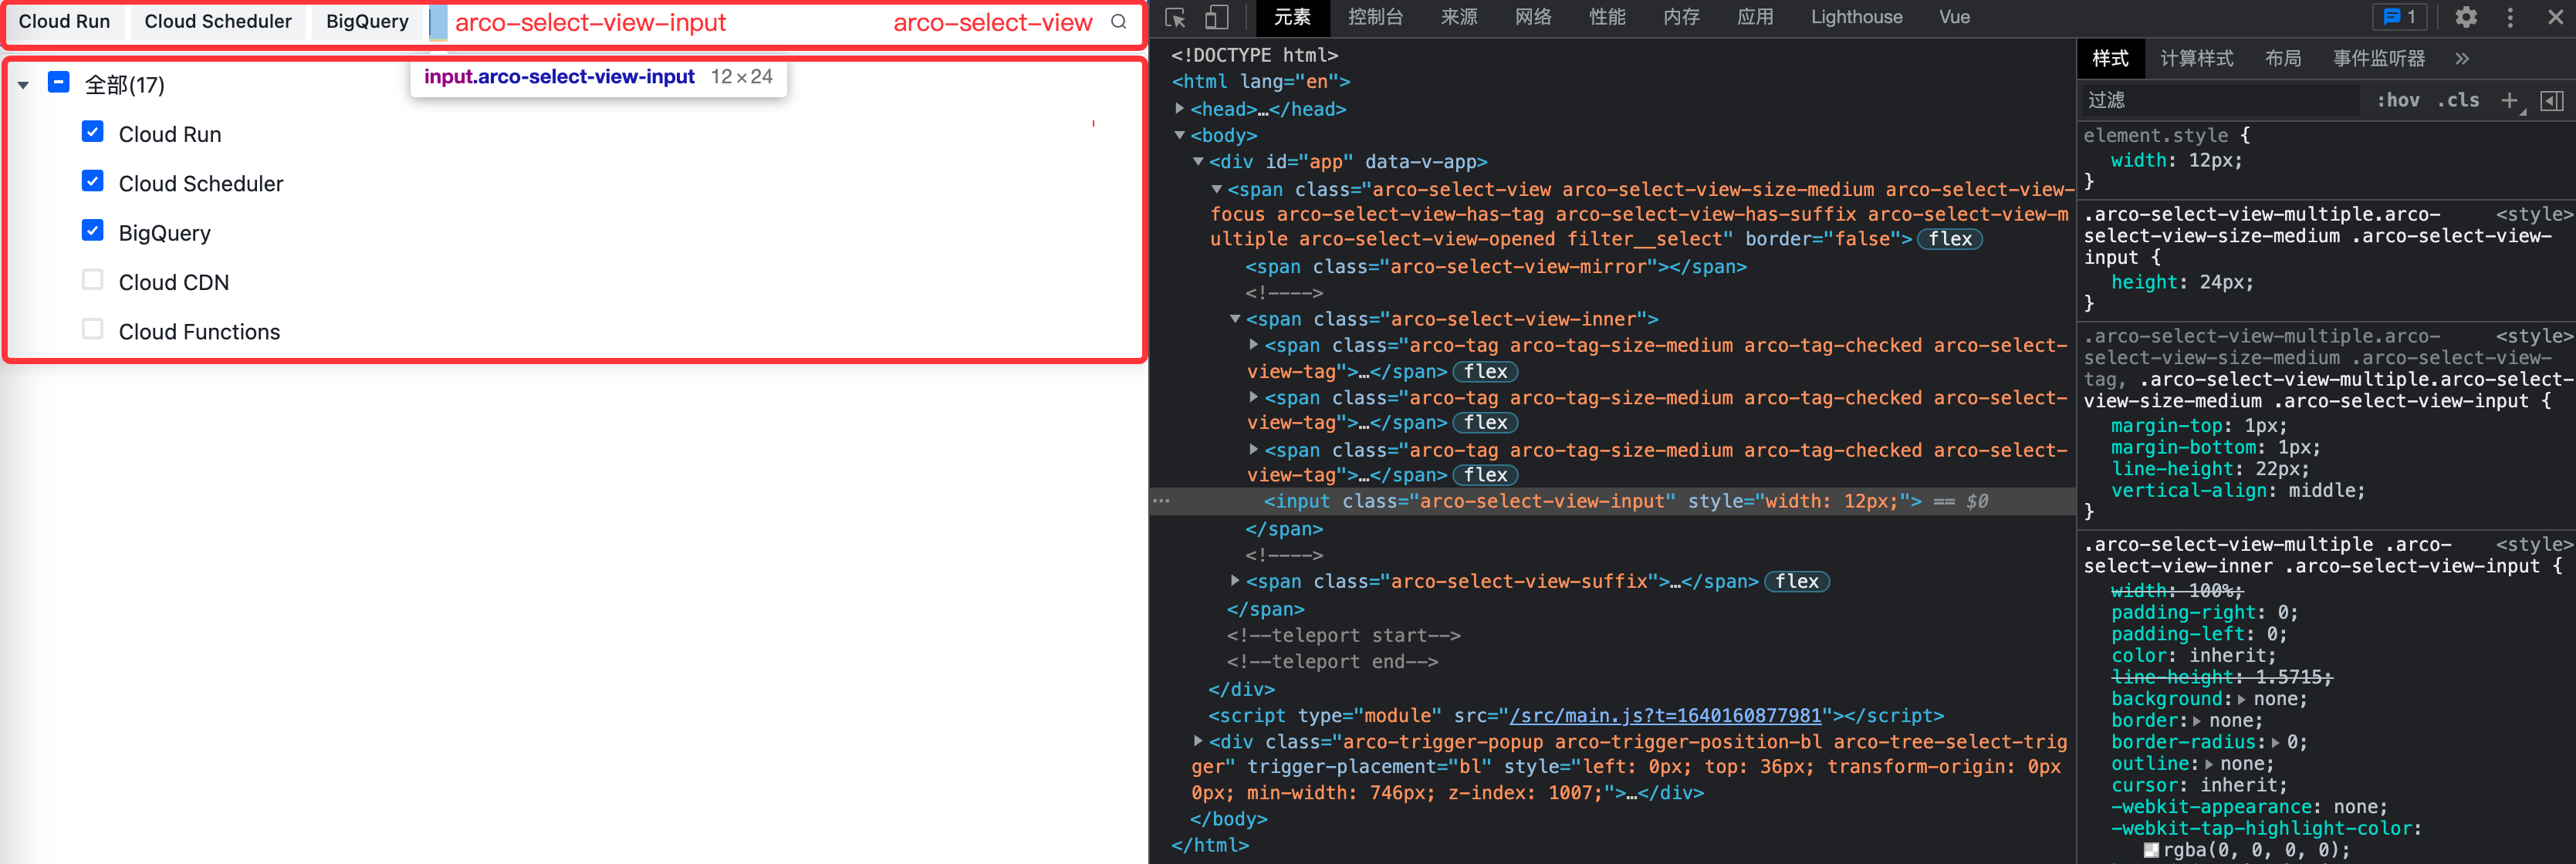 Cloud Run Cloud Scheduler BigQuery arco-select-view-input arco-select-view
input.arco-select-view-input 12×24
全部(17)
Cloud Run
Cloud Scheduler
BigQuery
Cloud CDN
Cloud Functions
元素 控制台 来源 网络 性能 内存 应用 Lighthouse Vue 1
<!DOCTYPE html>
<html lang="en">
<head>…</head>
<body>
<div id="app" data-v-app>
<span class="arco-select-view arco-select-view-size-medium arco-select-view-
focus arco-select-view-has-tag arco-select-view-has-suffix arco-select-view-m
ultiple arco-select-view-opened filter__select" border="false"> flex
<span class="arco-select-view-mirror"></span>
<!---->
<span class="arco-select-view-inner">
<span class="arco-tag arco-tag-size-medium arco-tag-checked arco-select-
view-tag">…</span> flex
<span class="arco-tag arco-tag-size-medium arco-tag-checked arco-select-
view-tag">…</span> flex
<span class="arco-tag arco-tag-size-medium arco-tag-checked arco-select-
view-tag">…</span> flex
<input class="arco-select-view-input" style="width: 12px;"> == $0
</span>
<!---->
<span class="arco-select-view-suffix">…</span> flex
</span>
<!--teleport start-->
<!--teleport end-->
</div>
<script type="module" src="/src/main.js?t=1640160877981"></script>
<div class="arco-trigger-popup arco-trigger-position-bl arco-tree-select-trig
ger" trigger-placement="bl" style="left: 0px; top: 36px; transform-origin: 0px
0px; min-width: 746px; z-index: 1007;">…</div>
</body>
</html>
样式 计算样式 布局 事件监听器 »
过滤 :hov .cls +
element.style {
width: 12px;
}
.arco-select-view-multiple.arco- <style>
select-view-size-medium .arco-select-view-
input {
height: 24px;
}
.arco-select-view-multiple.arco- <style>
select-view-size-medium .arco-select-view-
tag, .arco-select-view-multiple.arco-select-
view-size-medium .arco-select-view-input {
margin-top: 1px;
margin-bottom: 1px;
line-height: 22px;
vertical-align: middle;
}
.arco-select-view-multiple .arco- <style>
select-view-inner .arco-select-view-input {
width: 100%;
padding-right: 0;
padding-left: 0;
color: inherit;
line-height: 1.5715;
background: none;
border: none;
border-radius: 0;
outline: none;
cursor: inherit;
-webkit-appearance: none;
-webkit-tap-highlight-color:
rgba(0, 0, 0, 0);